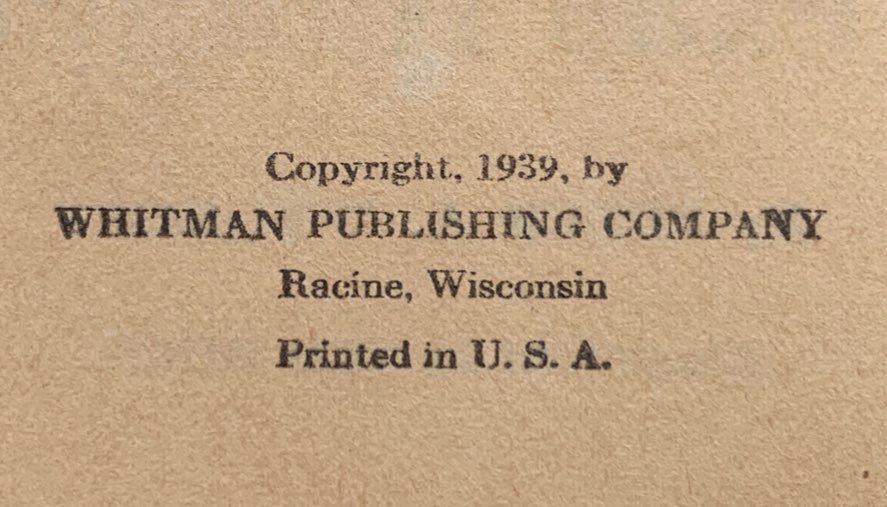 Copyright, 1939, by
WHITMAN PUBLISHING COMPANY
Racine, Wisconsin
Printed in U. S. A.